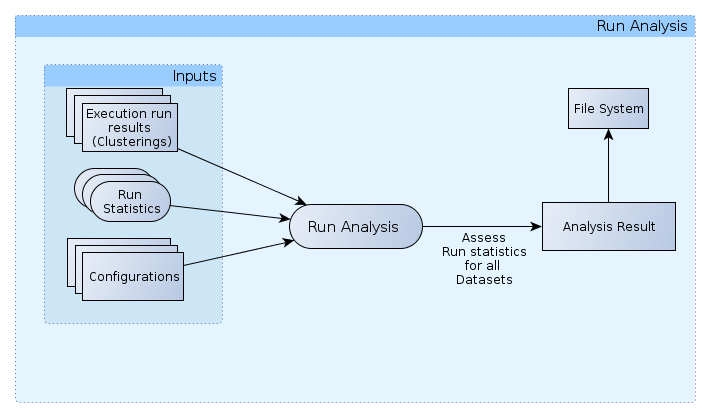 Run Analysis
Inputs
Execution run
results
(Clusterings)
Run
Statistics
Configurations
Run Analysis
Assess
Run statistics
for all
Datasets
File System
Analysis Result